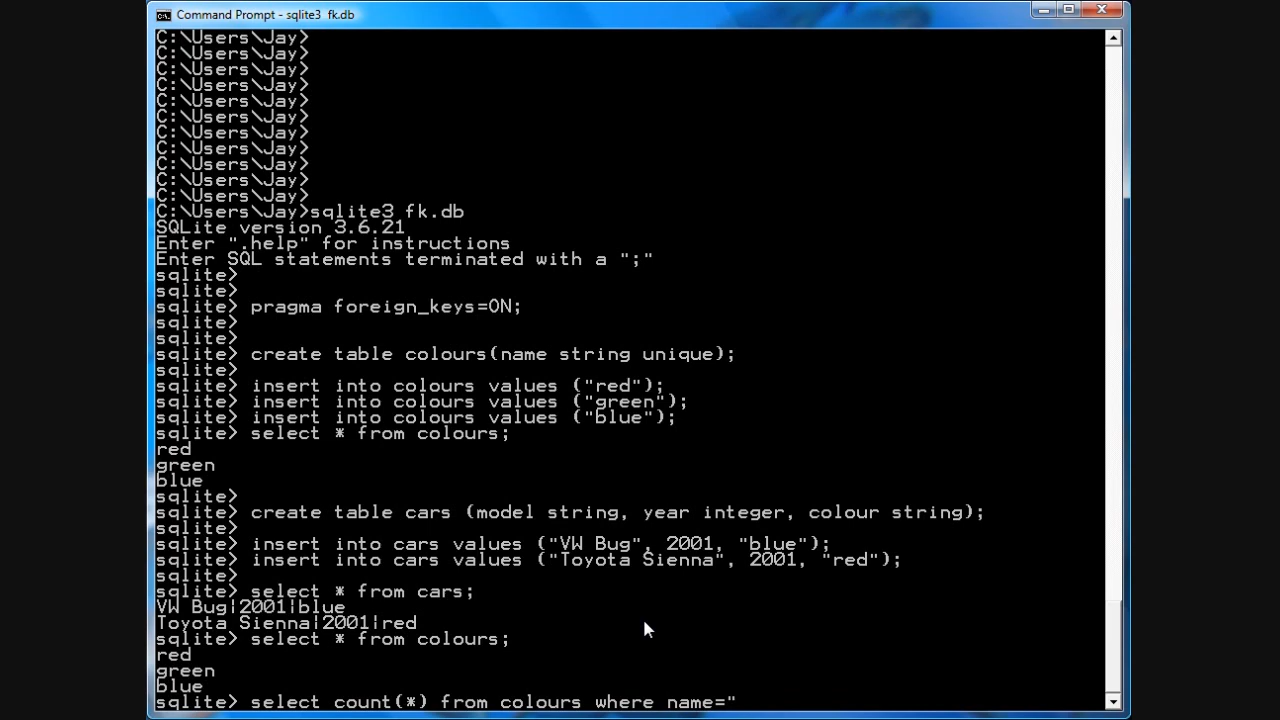 Command Prompt - sqlite3 fk.db
C:\Users\Jay>
C:\Users\Jay>
C:\Users\Jay>
C:\Users\Jay>
C:\Users\Jay>
C:\Users\Jay>
C:\Users\Jay>
C:\Users\Jay>
C:\Users\Jay>
C:\Users\Jay>
C:\Users\Jay>
C:\Users\Jay>sqlite3 fk.db
SQLite version 3.6.21
Enter ".help" for instructions
Enter SQL statements terminated with a ";"
sqlite>
sqlite>
sqlite> pragma foreign_keys=ON;
sqlite>
sqlite>
sqlite> create table colours(name string unique);
sqlite>
sqlite> insert into colours values ("red");
sqlite> insert into colours values ("green");
sqlite> insert into colours values ("blue");
sqlite> select * from colours;
red
green
blue
sqlite>
sqlite> create table cars (model string, year integer, colour string);
sqlite>
sqlite> insert into cars values ("VW Bug", 2001, "blue");
sqlite> insert into cars values ("Toyota Sienna", 2001, "red");
sqlite>
sqlite> select * from cars;
VW Bug|2001|blue
Toyota Sienna|2001|red
sqlite> select * from colours;
red
green
blue
sqlite> select count(*) from colours where name="